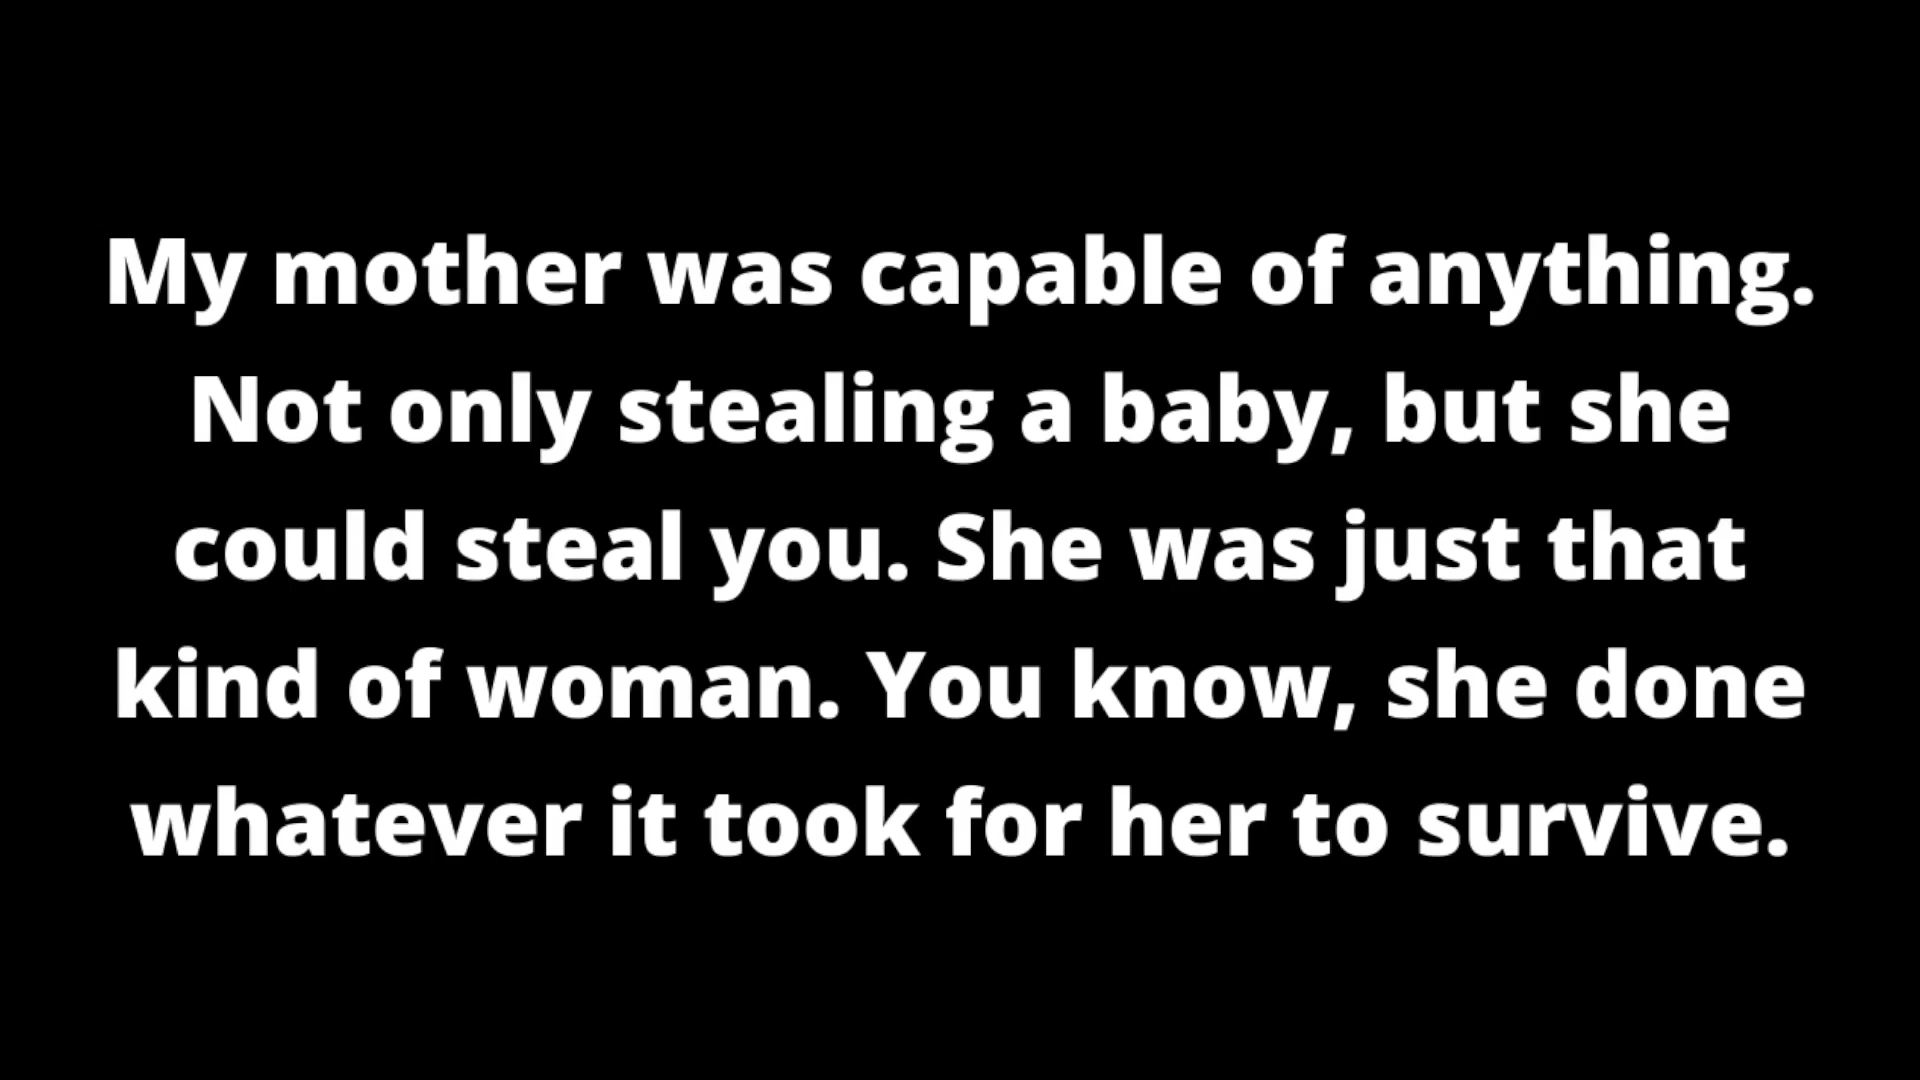 My mother was capable of anything.
Not only stealing a baby, but she
could steal you. She was just that
kind of woman. You know, she done
whatever it took for her to survive.